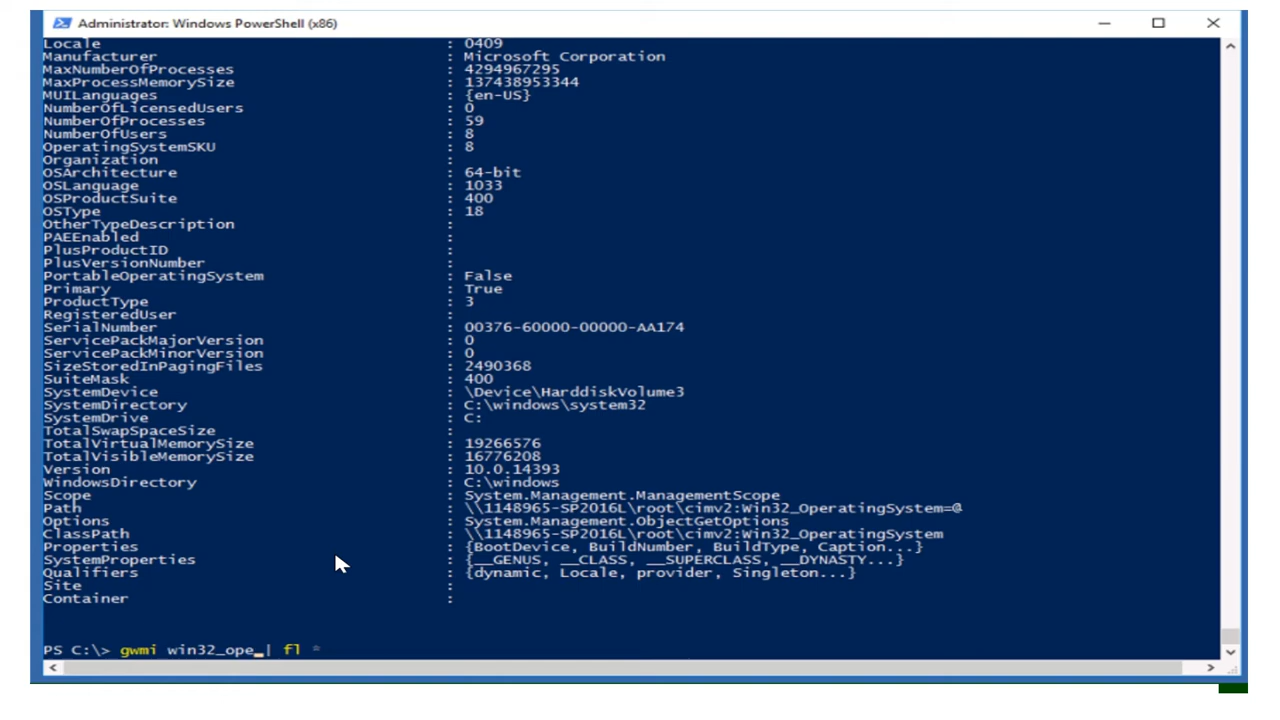 Administrator: Windows PowerShell (x86)
Locale : 0409
Manufacturer : Microsoft Corporation
MaxNumberOfProcesses : 4294967295
MaxProcessMemorySize : 137438953344
MUILanguages : {en-US}
NumberOfLicensedUsers : 0
NumberOfProcesses : 59
NumberOfUsers : 8
OperatingSystemSKU : 8
Organization :
OSArchitecture : 64-bit
OSLanguage : 1033
OSProductSuite : 400
OSType : 18
OtherTypeDescription :
PAEEnabled :
PlusProductID :
PlusVersionNumber :
PortableOperatingSystem : False
Primary : True
ProductType : 3
RegisteredUser :
SerialNumber : 00376-60000-00000-AA174
ServicePackMajorVersion : 0
ServicePackMinorVersion : 0
SizeStoredInPagingFiles : 2490368
SuiteMask : 400
SystemDevice : \Device\HarddiskVolume3
SystemDirectory : C:\windows\system32
SystemDrive : C:
TotalSwapSpaceSize :
TotalVirtualMemorySize : 19266576
TotalVisibleMemorySize : 16776208
Version : 10.0.14393
WindowsDirectory : C:\windows
Scope : System.Management.ManagementScope
Path : \\1148965-SP2016L\root\cimv2:Win32_OperatingSystem=@
Options : System.Management.ObjectGetOptions
ClassPath : \\1148965-SP2016L\root\cimv2:Win32_OperatingSystem
Properties : {BootDevice, BuildNumber, BuildType, Caption...}
SystemProperties : {__GENUS, __CLASS, __SUPERCLASS, __DYNASTY...}
Qualifiers : {dynamic, Locale, provider, Singleton...}
Site :
Container :
PS C:\> gwmi win32_ope_| fl *